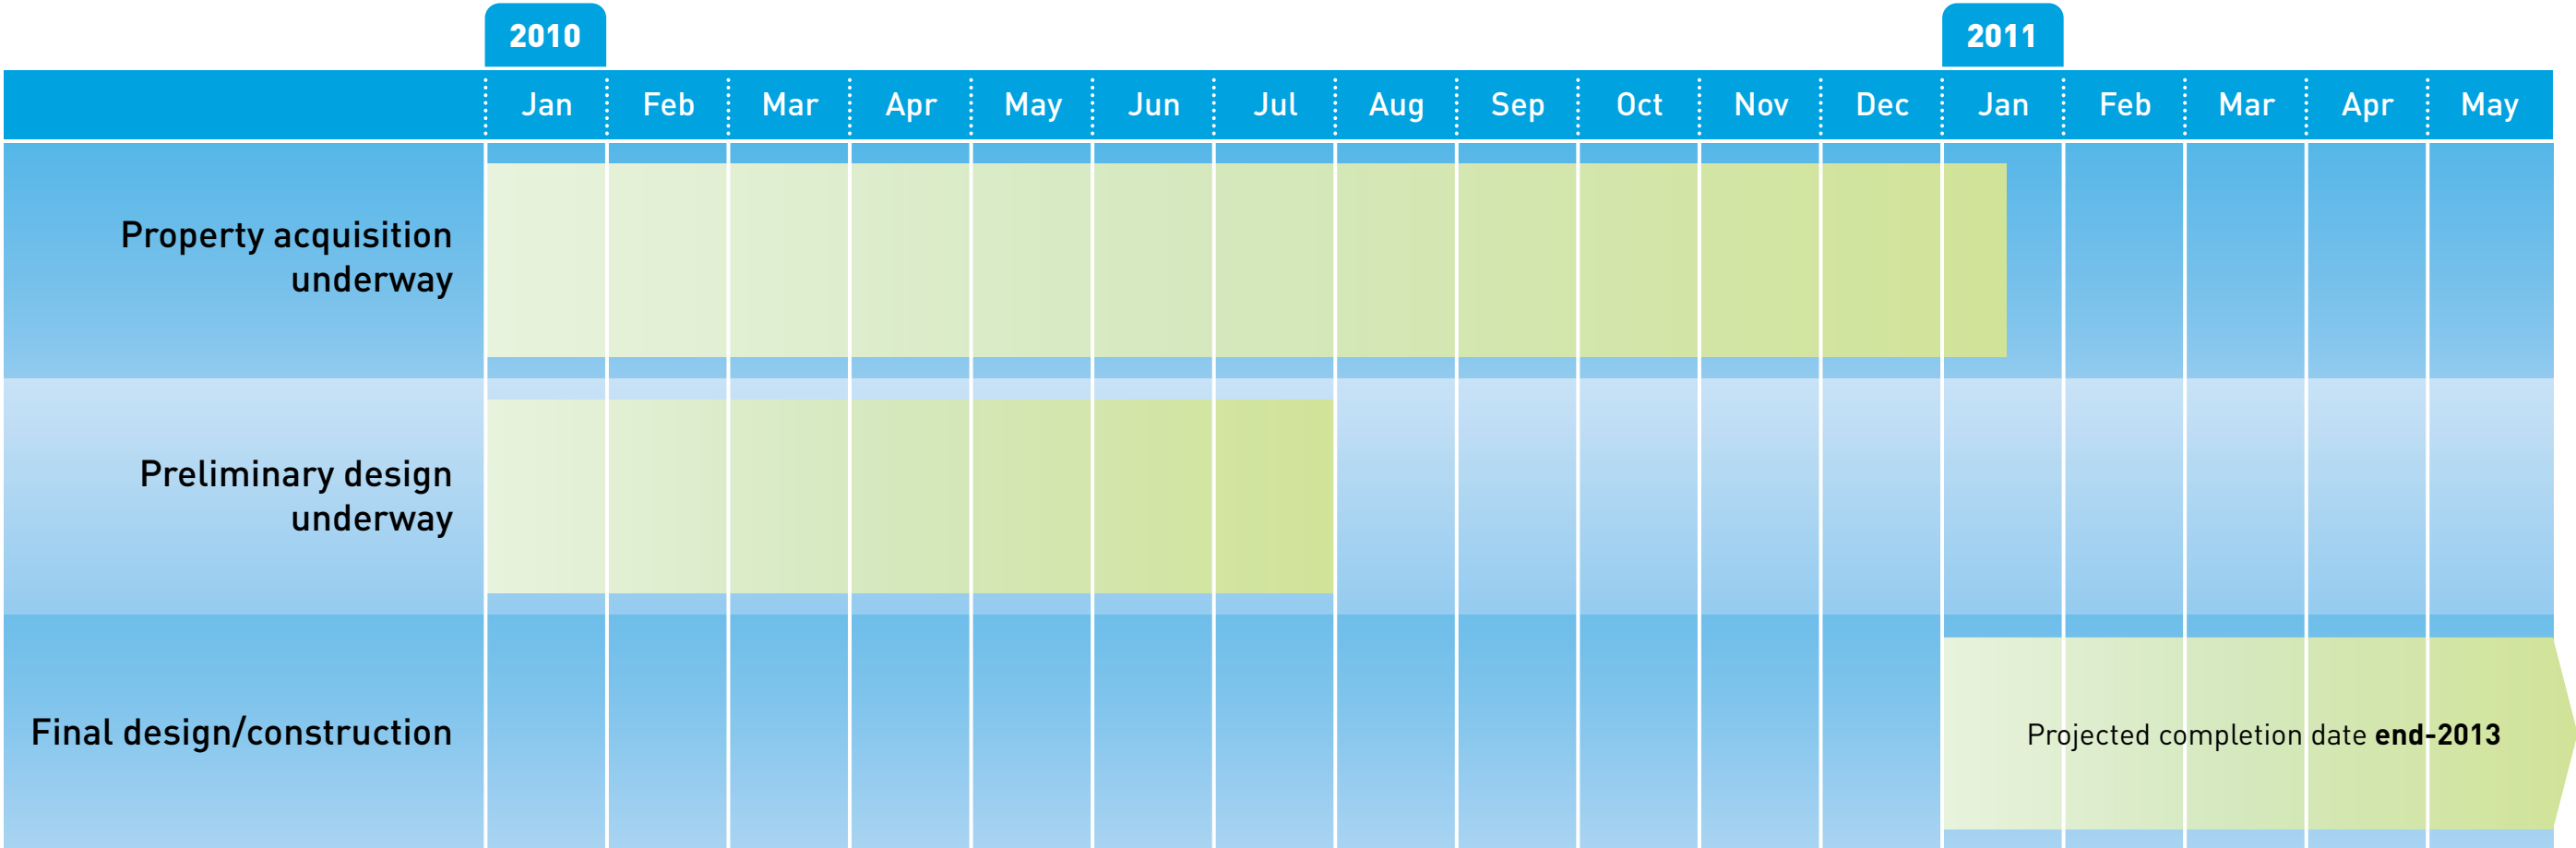 2010 2011
Jan Feb Mar Apr May Jun Jul Aug Sep Oct Nov Dec Jan Feb Mar Apr May
Property acquisition
underway
Preliminary design
underway
Final design/construction
Projected completion date end-2013